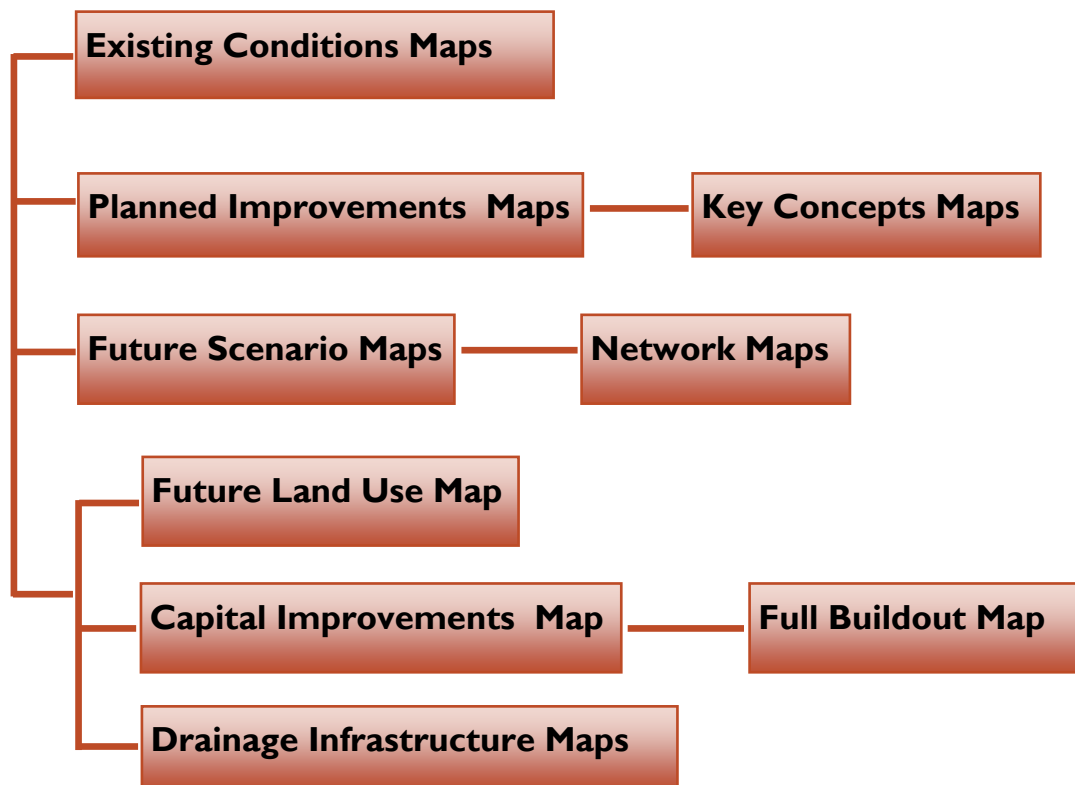 Existing Conditions Maps
Planned Improvements  Maps
Key Concepts Maps
Future Scenario Maps
Network Maps
Future Land Use Map
Capital Improvements  Map
Full Buildout Map
Drainage Infrastructure Maps